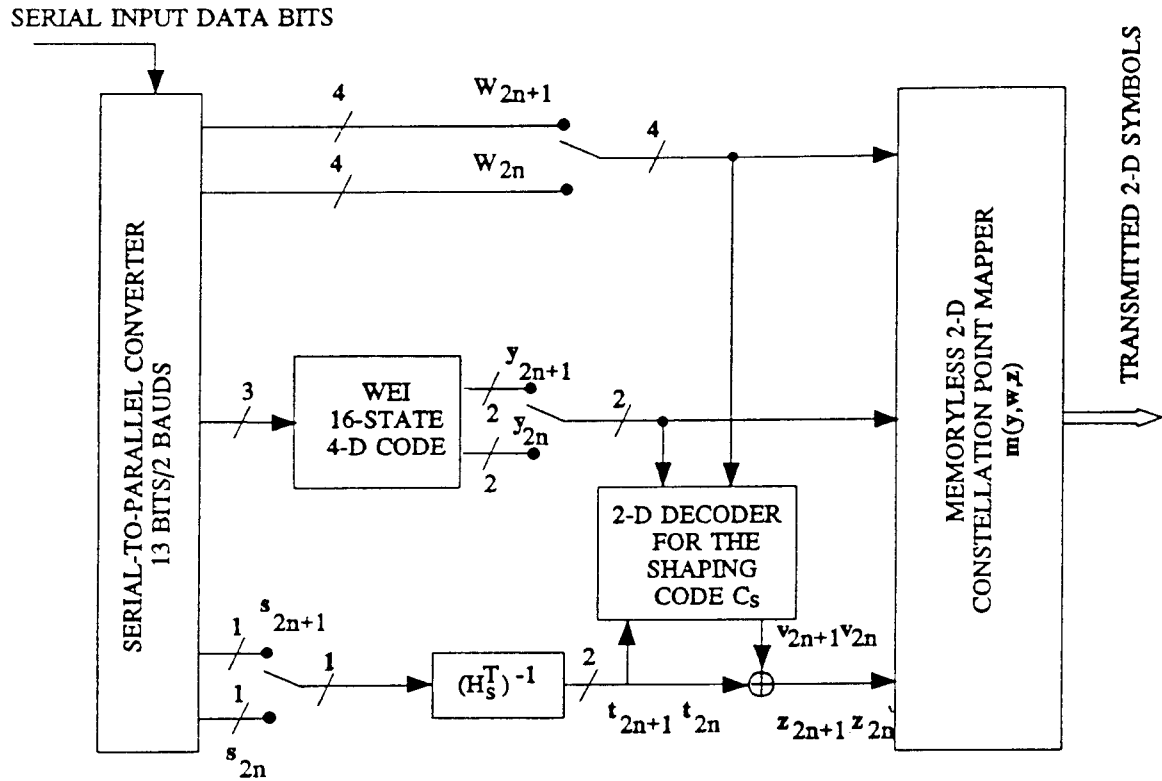 SERIAL INPUT DATA BITS
SERIAL-TO-PARALLEL CONVERTER
13 BITS/2 BAUDS
4
W2n+1
4
W2n
4
3
WEI
16-STATE
4-D CODE
y2n+1
2
y2n
2
2
2-D DECODER
FOR THE
SHAPING
CODE Cs
v2n+1 v2n
1
s2n+1
1
s2n
1
(HsT)-1
2
t2n+1 t2n
z2n+1 z2n
MEMORYLESS 2-D
CONSTELLATION POINT MAPPER
m(y,w,z)
TRANSMITTED 2-D SYMBOLS